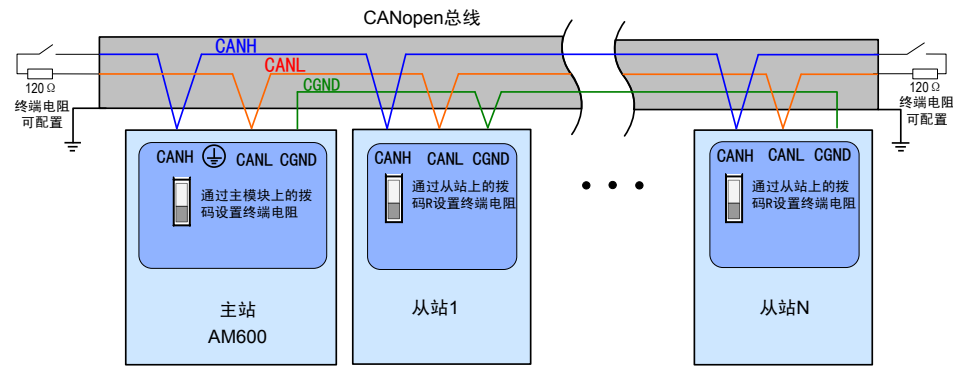 CANopen总线
CANH
CANL
CGND
120Ω
终端电阻
可配置
120Ω
终端电阻
可配置
CANH CANL CGND
通过主模块上的拨
码设置终端电阻
主站
AM600
CANH CANL CGND
通过从站上的拨
码R设置终端电阻
从站1
CANH CANL CGND
通过从站上的拨
码R设置终端电阻
从站N